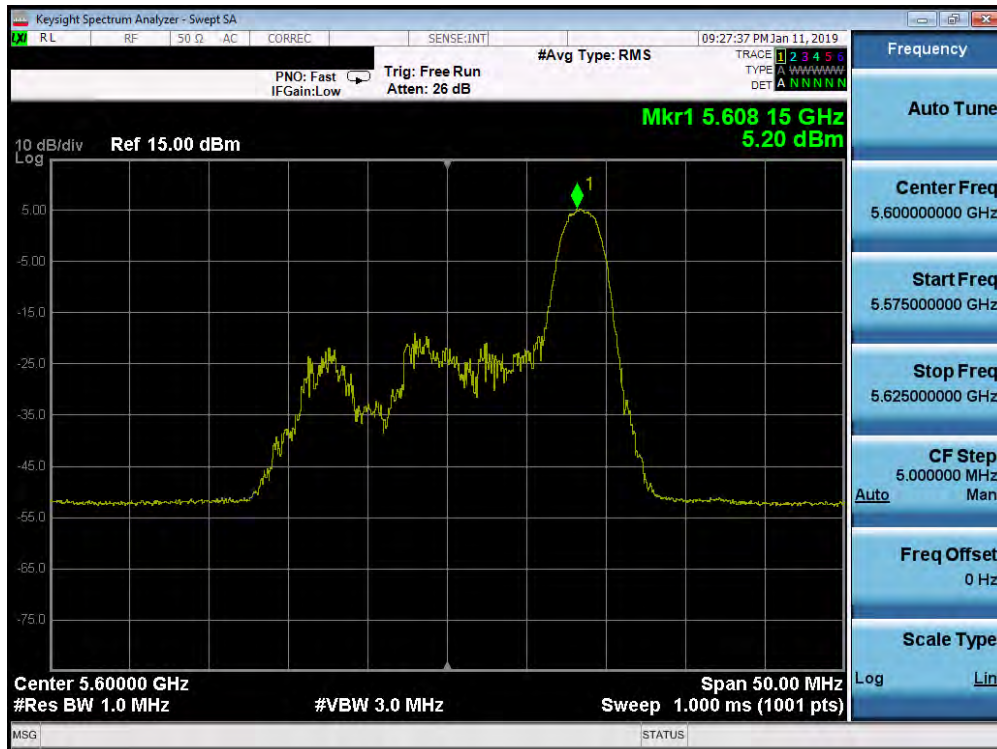 Keysight Spectrum Analyzer - Swept SA
LXI RL RF 50 Ω AC CORREC SENSE:INT 09:27:37 PM Jan 11, 2019
#Avg Type: RMS TRACE 1 2 3 4 5 6
PNO: Fast Trig: Free Run TYPE A WWWWW
IFGain:Low Atten: 26 dB DET A N N N N N
Mkr1 5.608 15 GHz
5.20 dBm
10 dB/div Ref 15.00 dBm
Log
1
5.00
-5.00
-15.0
-25.0
-35.0
-45.0
-55.0
-65.0
-75.0
Center 5.60000 GHz Span 50.00 MHz
#Res BW 1.0 MHz #VBW 3.0 MHz Sweep 1.000 ms (1001 pts)
MSG STATUS
Frequency
Auto Tune
Center Freq
5.600000000 GHz
Start Freq
5.575000000 GHz
Stop Freq
5.625000000 GHz
CF Step
5.000000 MHz
Auto Man
Freq Offset
0 Hz
Scale Type
Log Lin